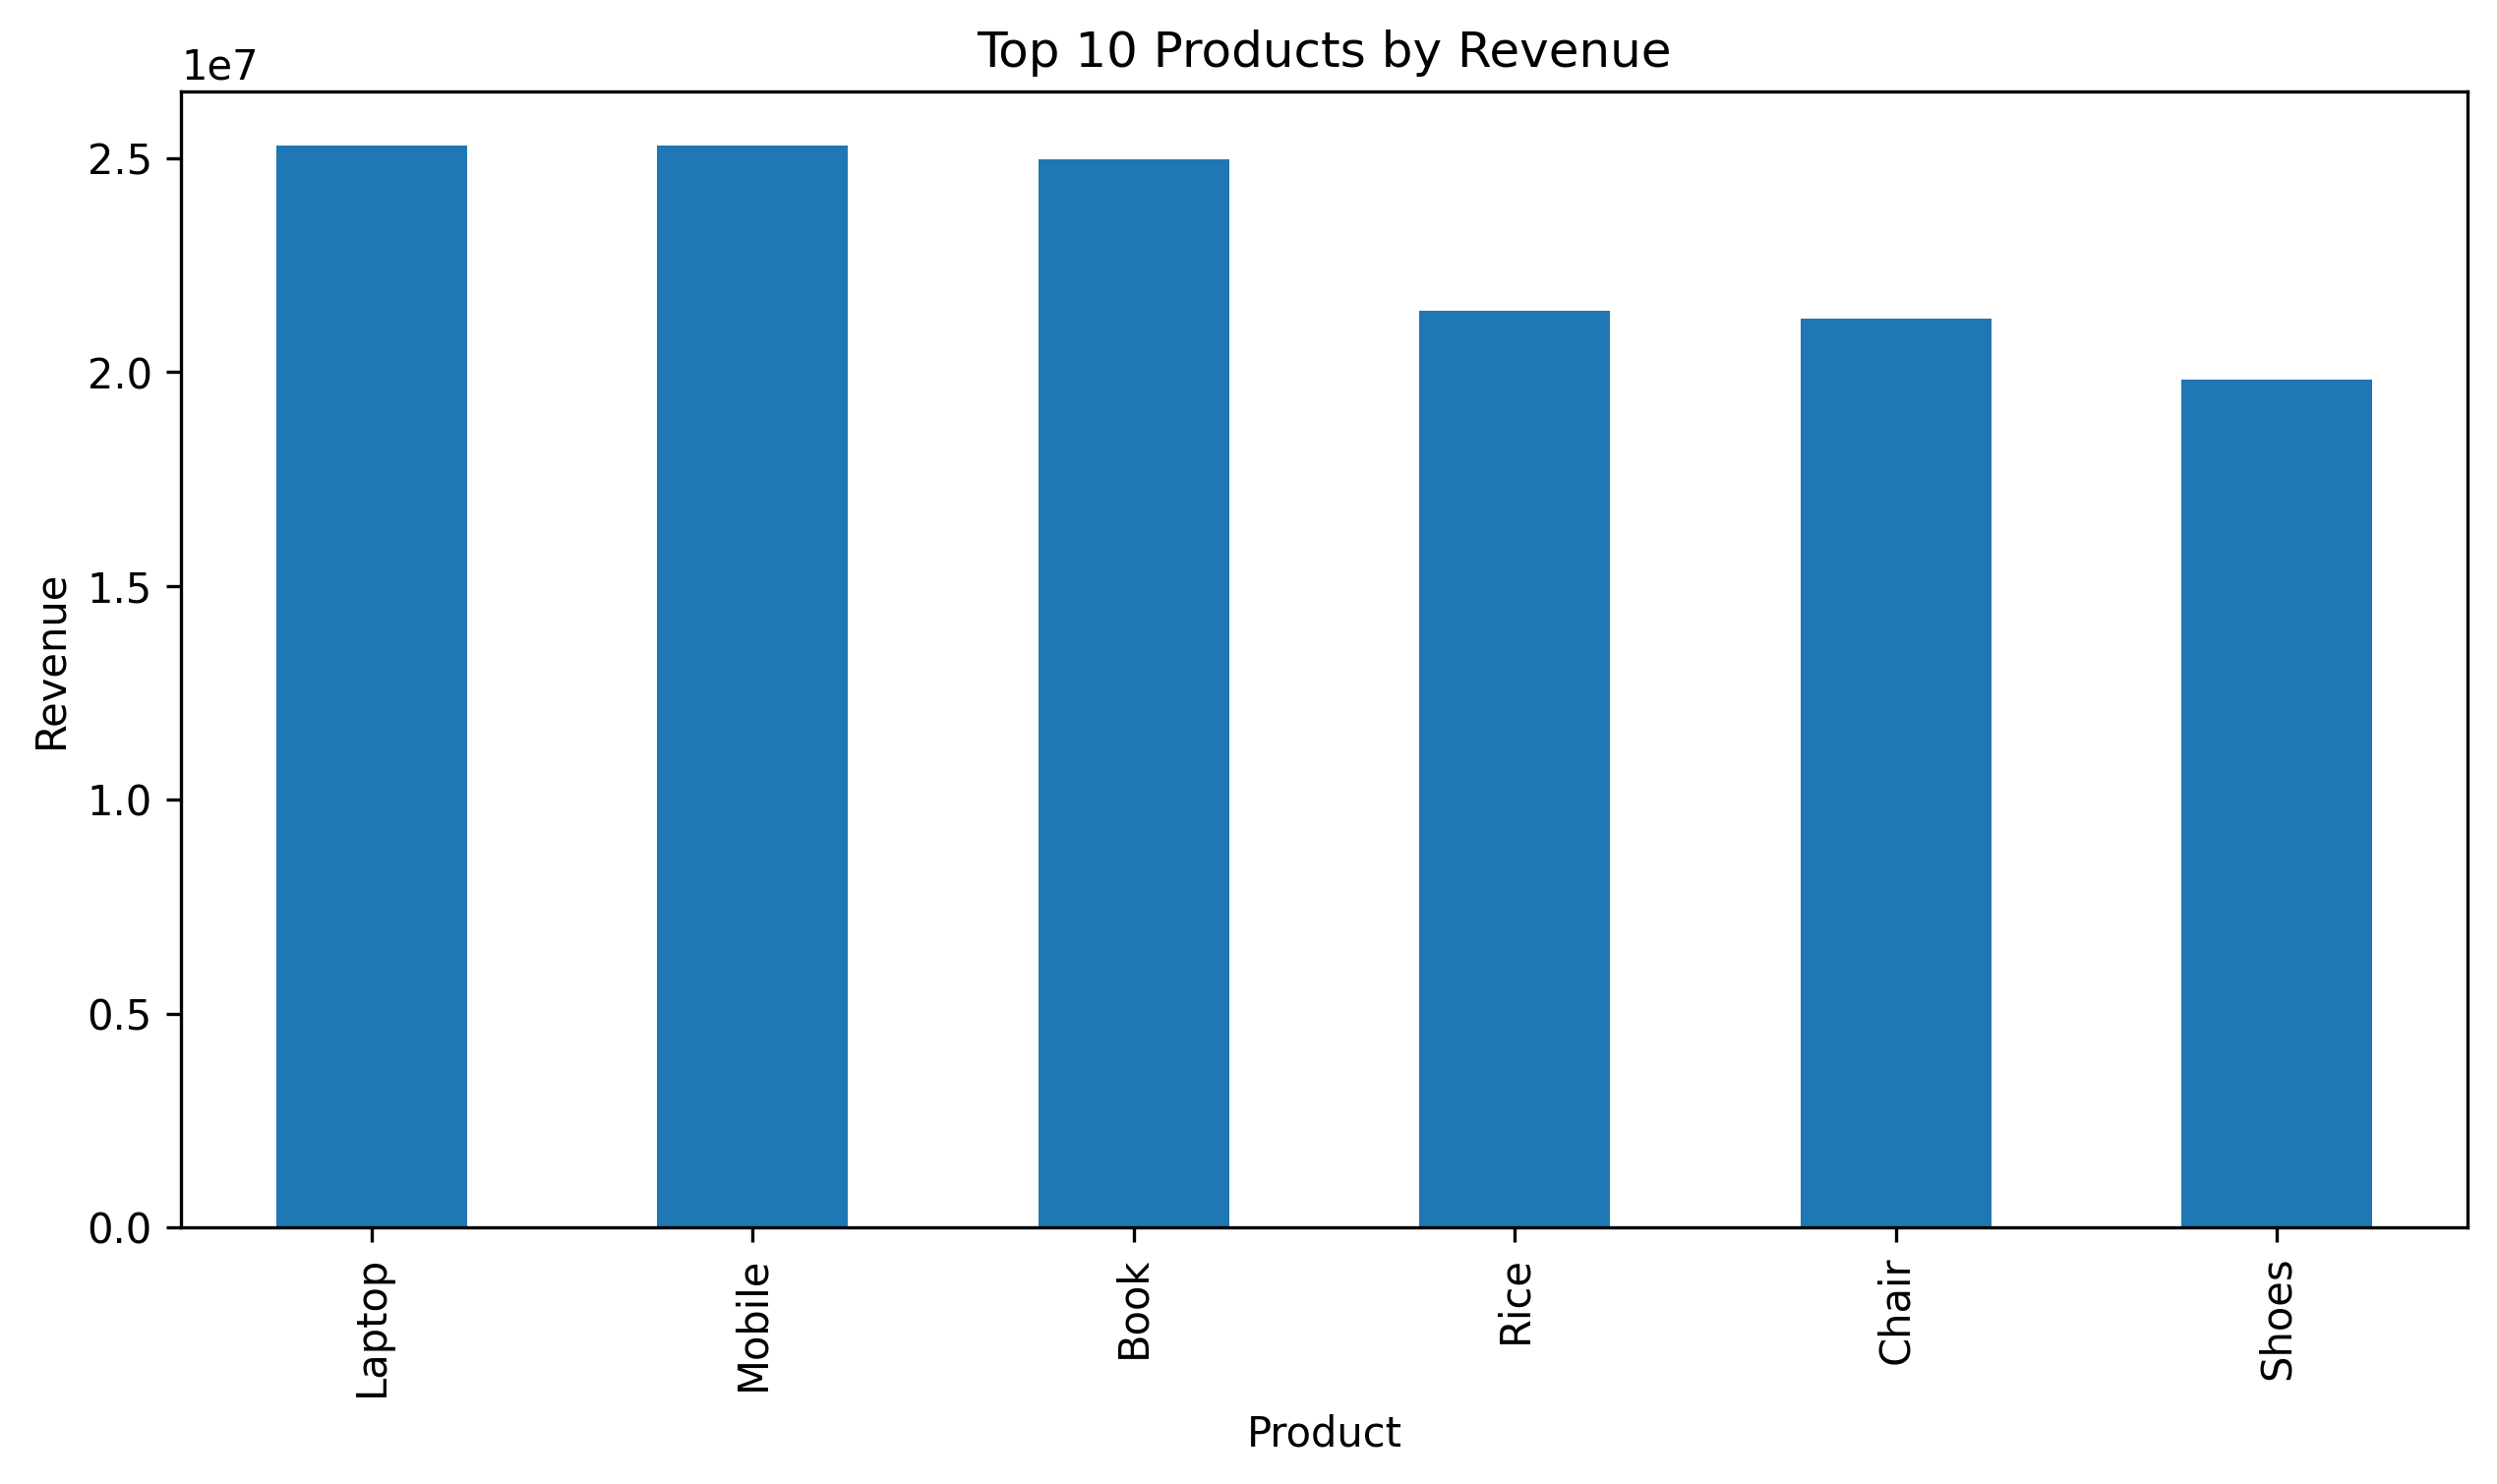 Top 10 Products by Revenue
1e7
2.5
2.0
1.5
1.0
0.5
0.0
Revenue
Laptop
Mobile
Book
Rice
Chair
Shoes
Product